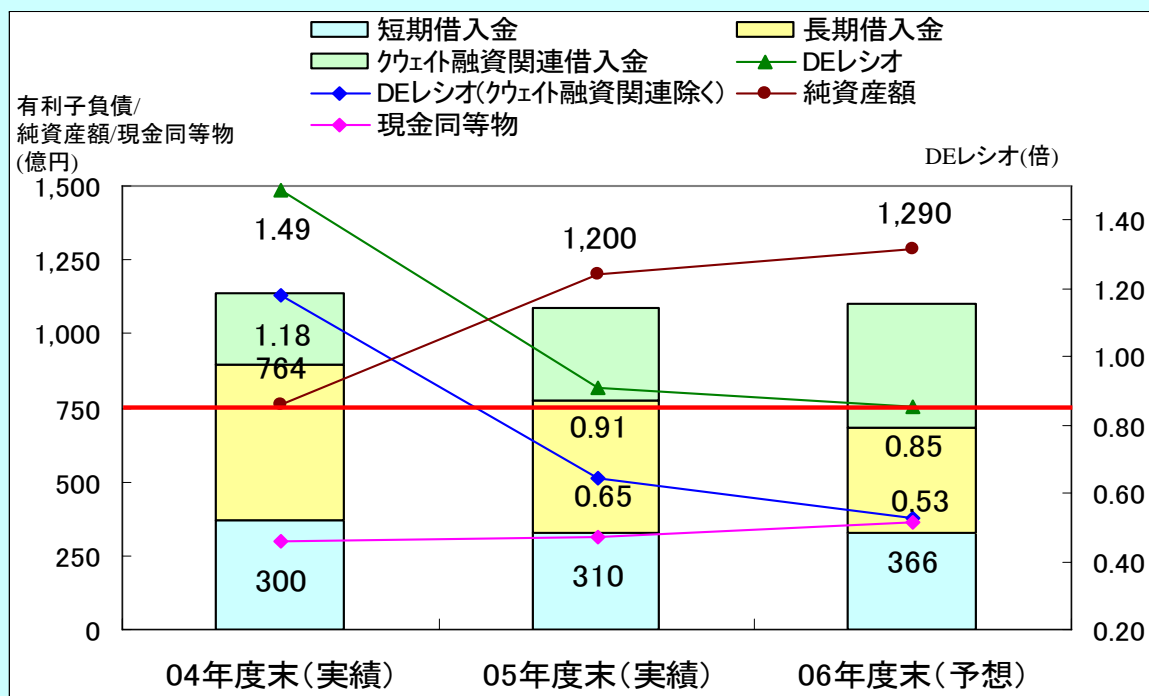 短期借入金
長期借入金
ｸｳｪｲﾄ融資関連借入金
DEレシオ
DEレシオ(ｸｳｪｲﾄ融資関連除く)
純資産額
現金同等物
有利子負債/
純資産額/現金同等物
(億円)
DEレシオ(倍)
1,500
1,250
1,000
750
500
250
0
1.40
1.20
1.00
0.80
0.60
0.40
0.20
1.49
1,200
1,290
1.18
764
0.91
0.85
0.65
0.53
300
310
366
04年度末(実績)
05年度末(実績)
06年度末(予想)